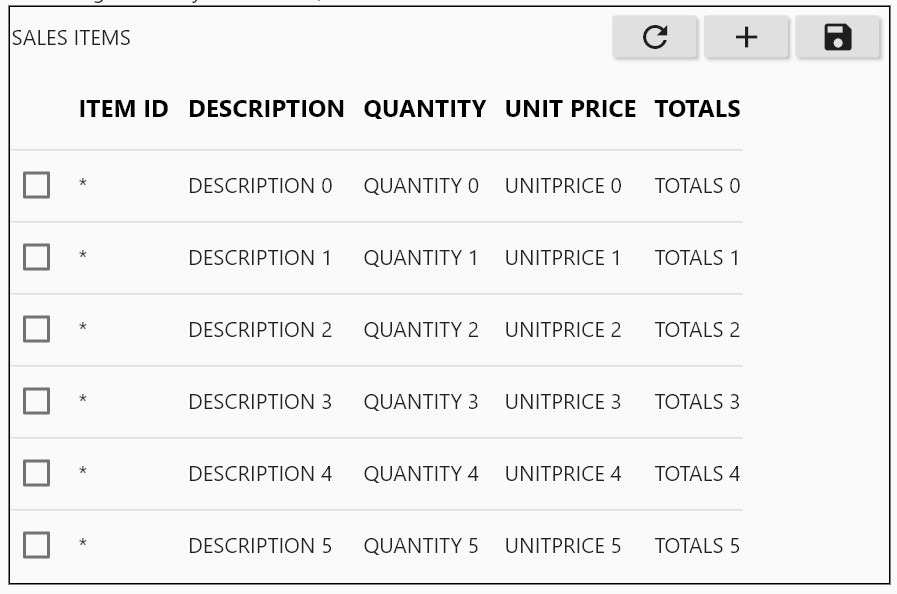 SALES ITEMS
ITEM ID DESCRIPTION QUANTITY UNIT PRICE TOTALS
* DESCRIPTION 0 QUANTITY 0 UNITPRICE 0 TOTALS 0
* DESCRIPTION 1 QUANTITY 1 UNITPRICE 1 TOTALS 1
* DESCRIPTION 2 QUANTITY 2 UNITPRICE 2 TOTALS 2
* DESCRIPTION 3 QUANTITY 3 UNITPRICE 3 TOTALS 3
* DESCRIPTION 4 QUANTITY 4 UNITPRICE 4 TOTALS 4
* DESCRIPTION 5 QUANTITY 5 UNITPRICE 5 TOTALS 5